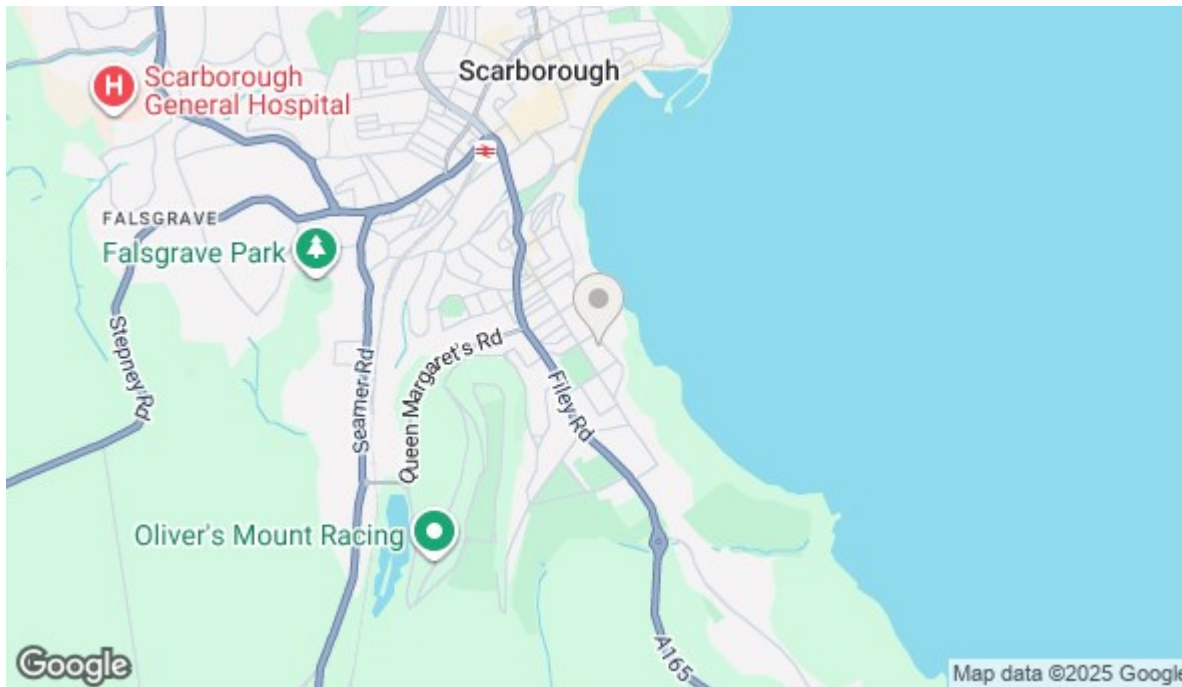 Scarborough
Scarborough
General Hospital
H
FALSGRAVE
Falsgrave Park
Stepney Rd
Seamer Rd
Queen Margaret's Rd
Filey Rd
Oliver's Mount Racing
A165
Google
Map data ©2025 Google